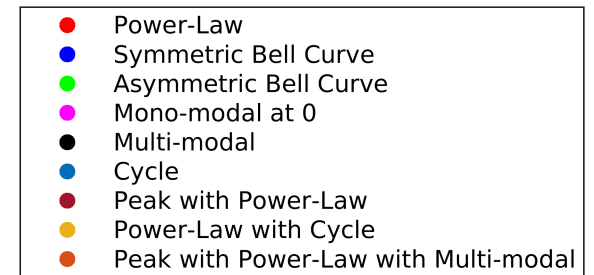 Power-Law
Symmetric Bell Curve
Asymmetric Bell Curve
Mono-modal at 0
Multi-modal
Cycle
Peak with Power-Law
Power-Law with Cycle
Peak with Power-Law with Multi-modal